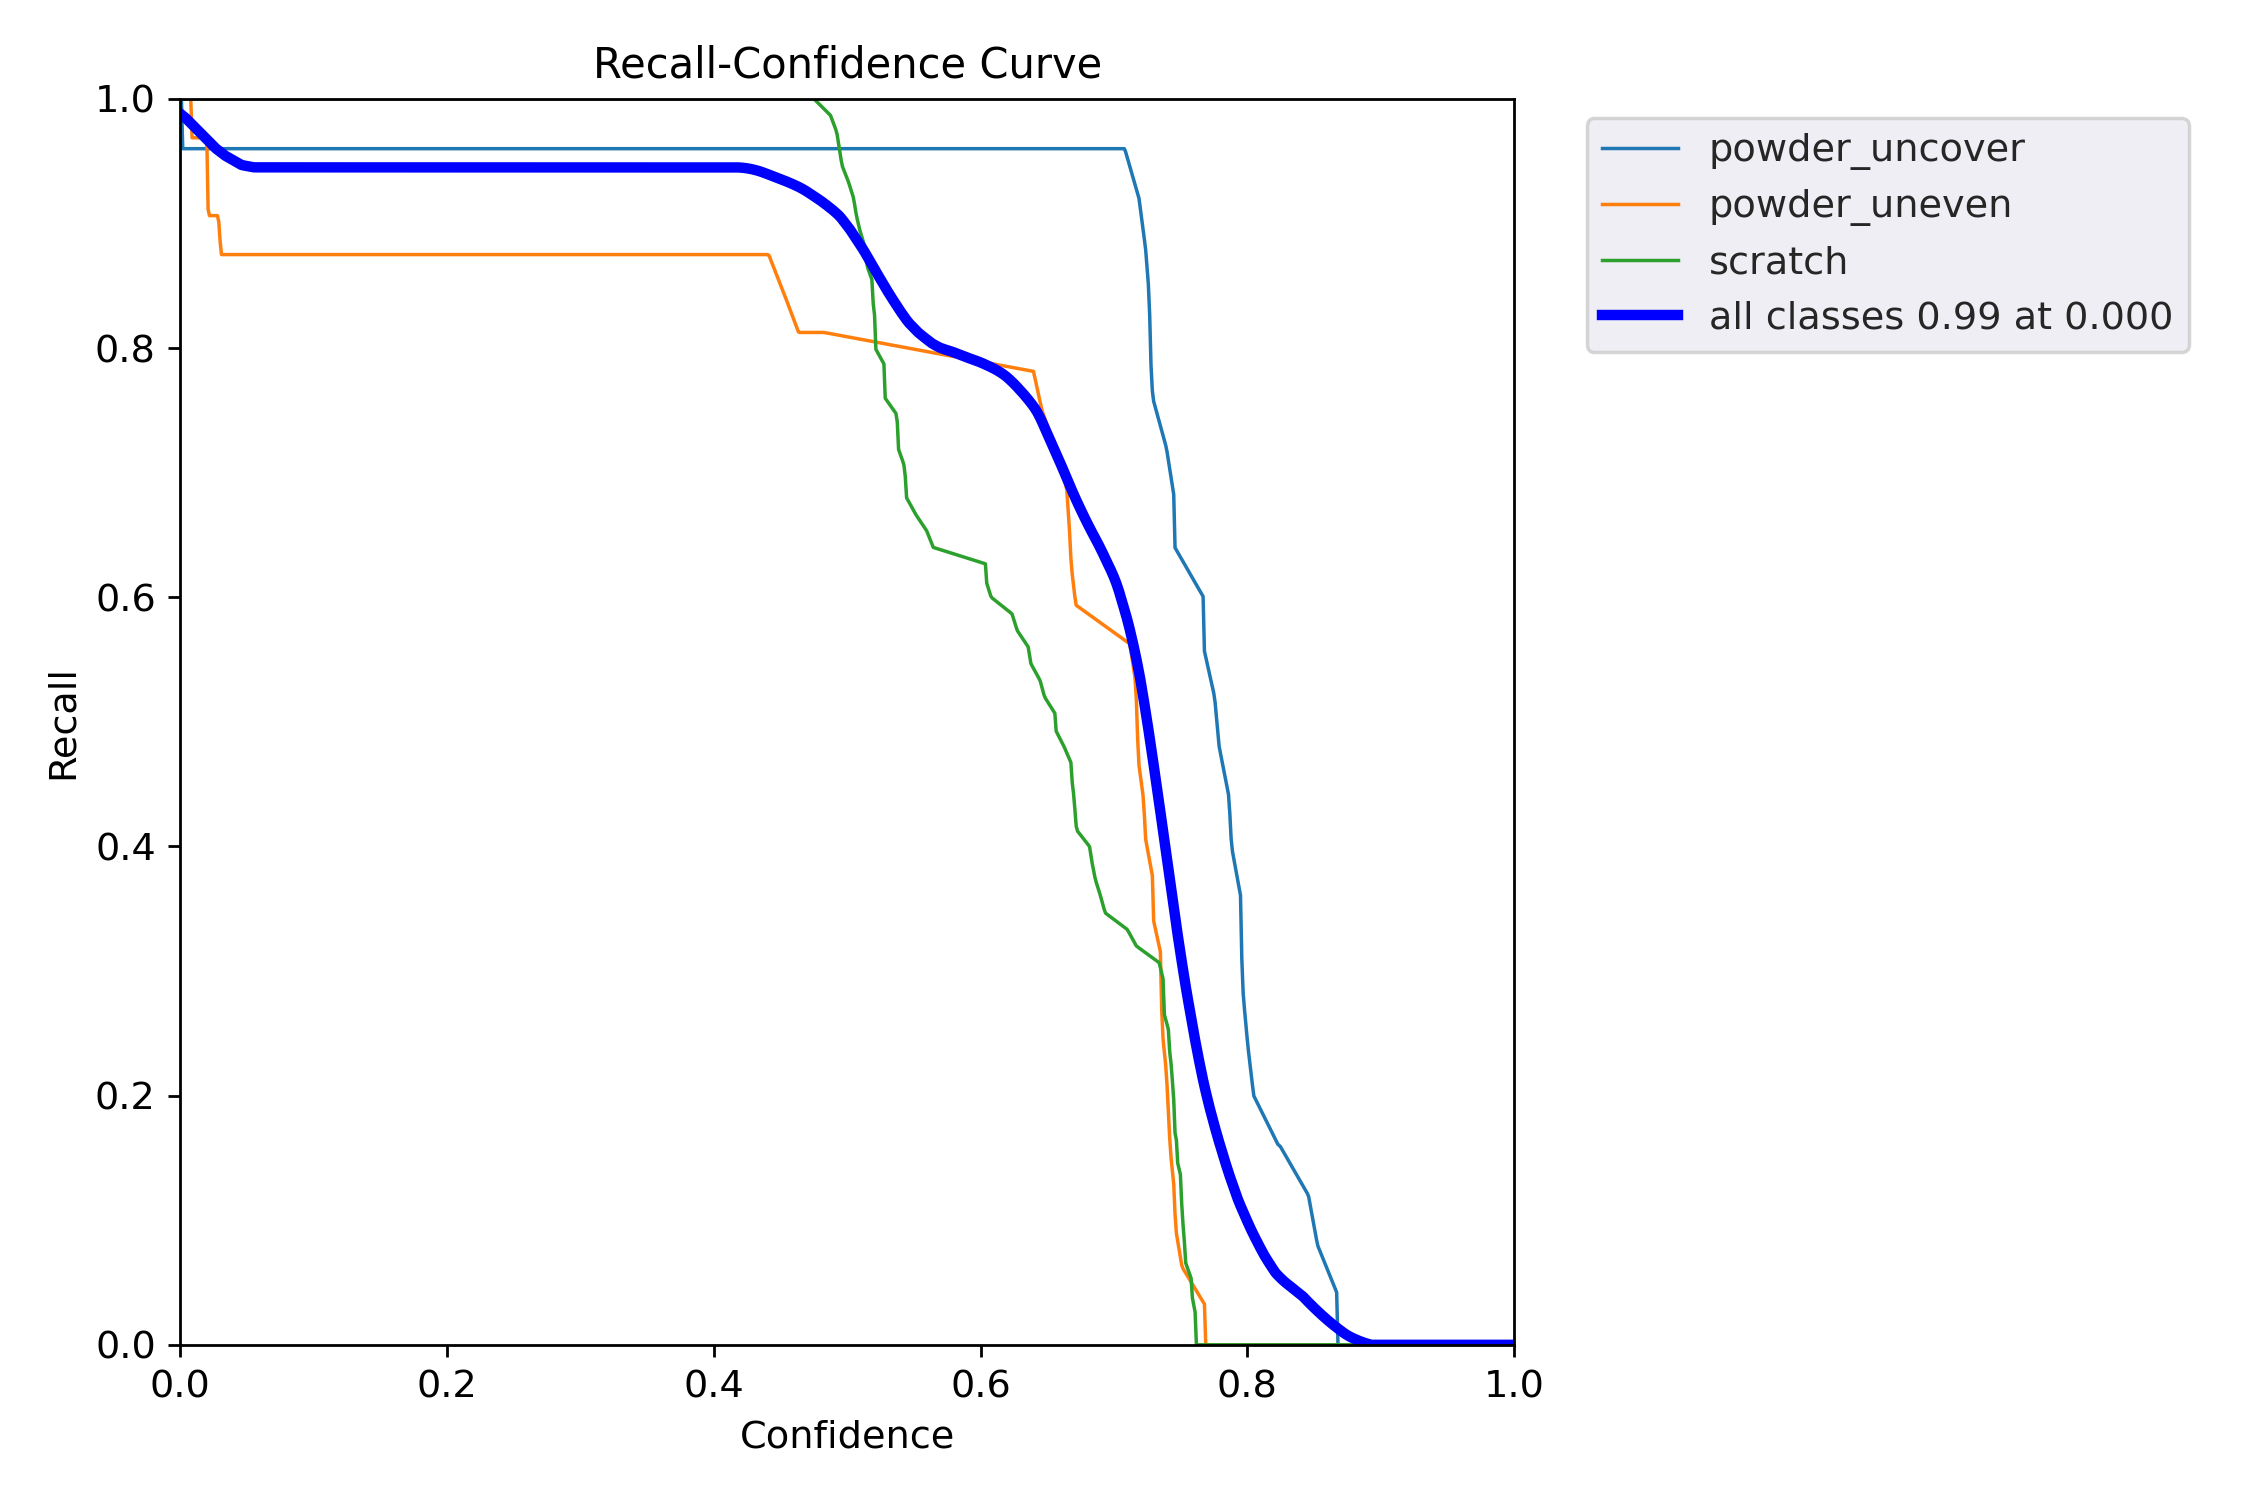 Recall-Confidence Curve
1.0
0.8
0.6
0.4
0.2
0.0
Recall
0.0 0.2 0.4 0.6 0.8 1.0
Confidence
powder_uncover
powder_uneven
scratch
all classes 0.99 at 0.000